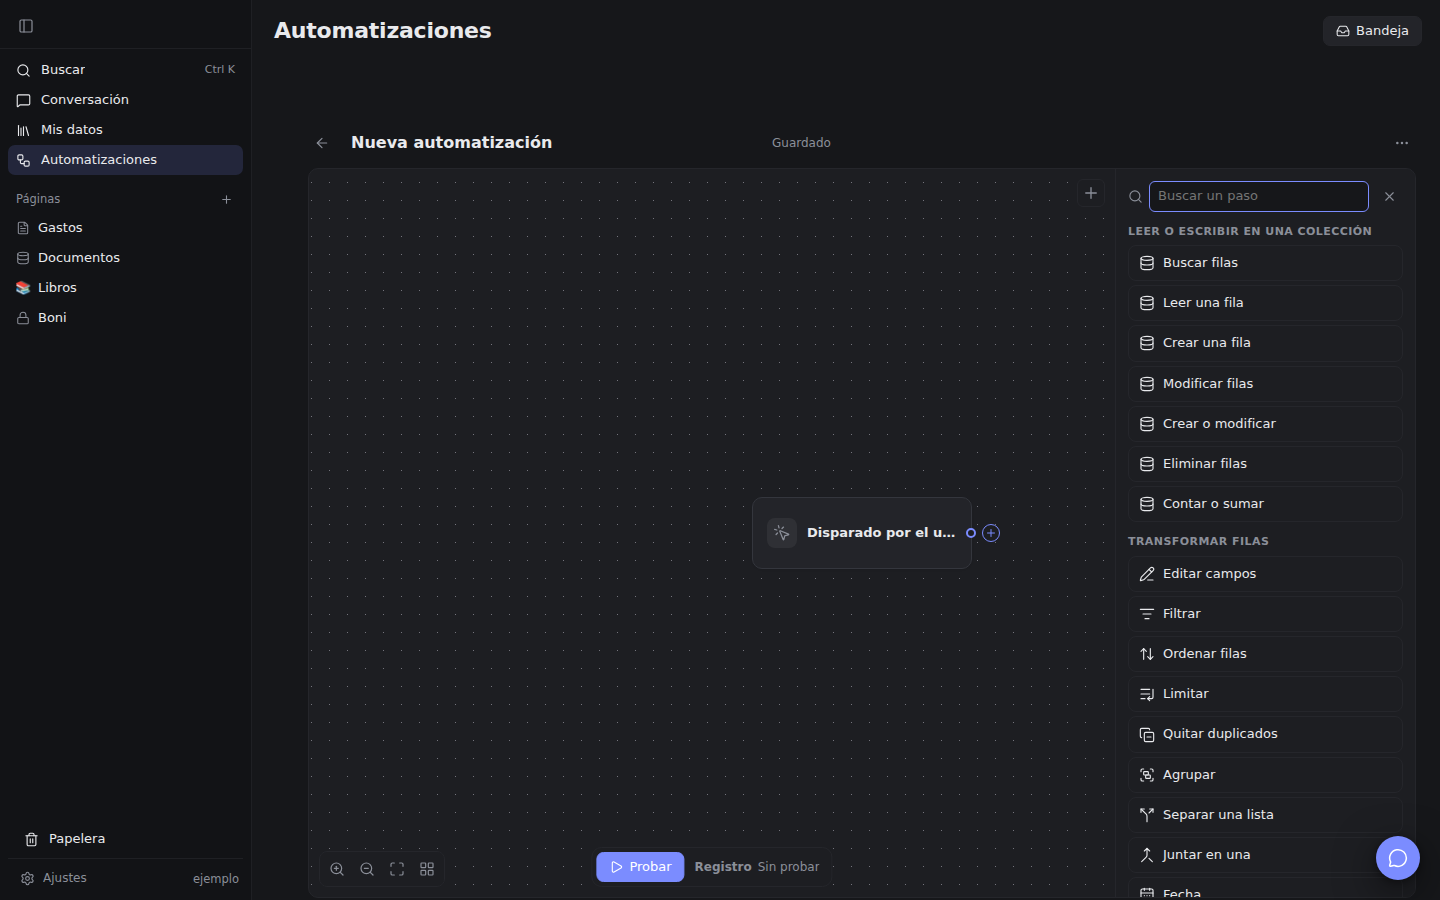 Automatizaciones
Bandeja
Buscar
Ctrl K
Conversación
Mis datos
Automatizaciones
Páginas
Gastos
Documentos
Libros
Boni
Papelera
Ajustes
ejemplo
Nueva automatización
Guardado
Disparado por el u…
Probar
Registro Sin probar
Buscar un paso
LEER O ESCRIBIR EN UNA COLECCIÓN
Buscar filas
Leer una fila
Crear una fila
Modificar filas
Crear o modificar
Eliminar filas
Contar o sumar
TRANSFORMAR FILAS
Editar campos
Filtrar
Ordenar filas
Limitar
Quitar duplicados
Agrupar
Separar una lista
Juntar en una
Fecha